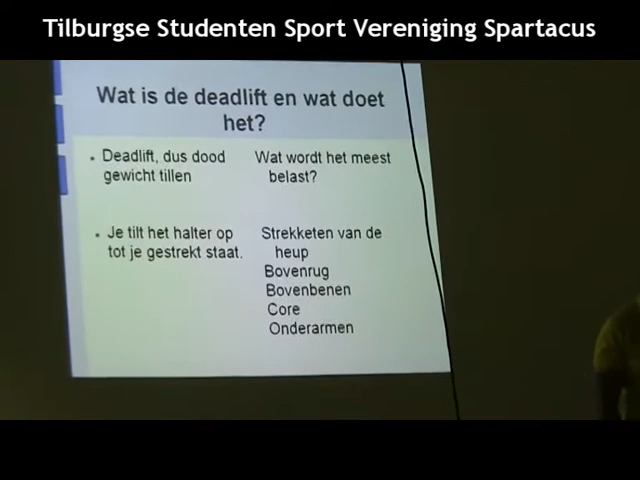 Tilburgse Studenten Sport Vereniging Spartacus
Wat is de deadlift en wat doet
het?
• Deadlift, dus dood
gewicht tillen
• Je tilt het halter op
tot je gestrekt staat.
Wat wordt het meest
belast?
Strekketen van de
heup
Bovenrug
Bovenbenen
Core
Onderarmen